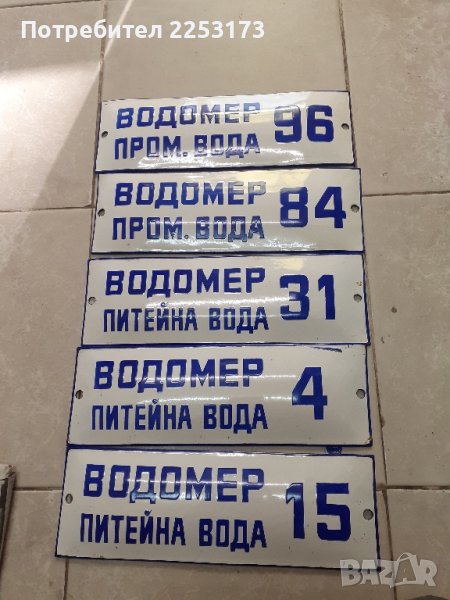 Потребител 2253173
ВОДОМЕР 96
ПРОМ. ВОДА
ВОДОМЕР 84
ПРОМ. ВОДА
ВОДОМЕР 31
ПИТЕЙНА ВОДА
ВОДОМЕР 4
ПИТЕЙНА ВОДА
ВОДОМЕР 15
ПИТЕЙНА ВОДА
BAZAR